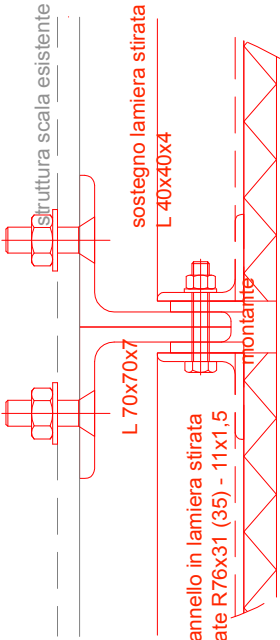 struttura scala esistente
sostegno lamiera stirata
L 40x40x4
L 70x70x7
montante
annello in lamiera stirata
ate R76x31 (35) - 11x1,5